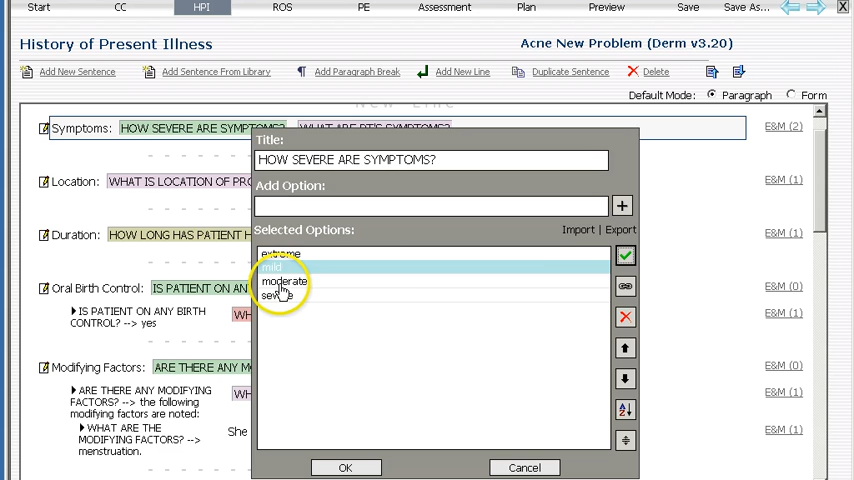 Start CC HPI ROS PE Assessment Plan Preview Save Save As... X
History of Present Illness
Acne New Problem (Derm v3.20)
Add New Sentence Add Sentence From Library Add Paragraph Break Add New Line Duplicate Sentence Delete
Default Mode: Paragraph Form
New Line
Symptoms: HOW SEVERE ARE SYMPTOMS? WHAT ARE PT'S SYMPTOMS? E&M (2)
Title:
HOW SEVERE ARE SYMPTOMS?
Location: WHAT IS LOCATION OF E&M (1)
Add Option:
Selected Options: Import | Export
Duration: HOW LONG HAS PATIENT E&M (1)
extreme
mild
moderate
Oral Birth Control: IS PATIENT ON AN E&M (0)
IS PATIENT ON ANY BIRTH
CONTROL? --> yes E&M (1)
Modifying Factors: ARE THERE ANY E&M (0)
ARE THERE ANY MODIFYING
FACTORS? --> the following
modifying factors are noted: E&M (1)
WHAT ARE THE
MODIFYING FACTORS? -->
menstruation. She E&M (1)
OK Cancel